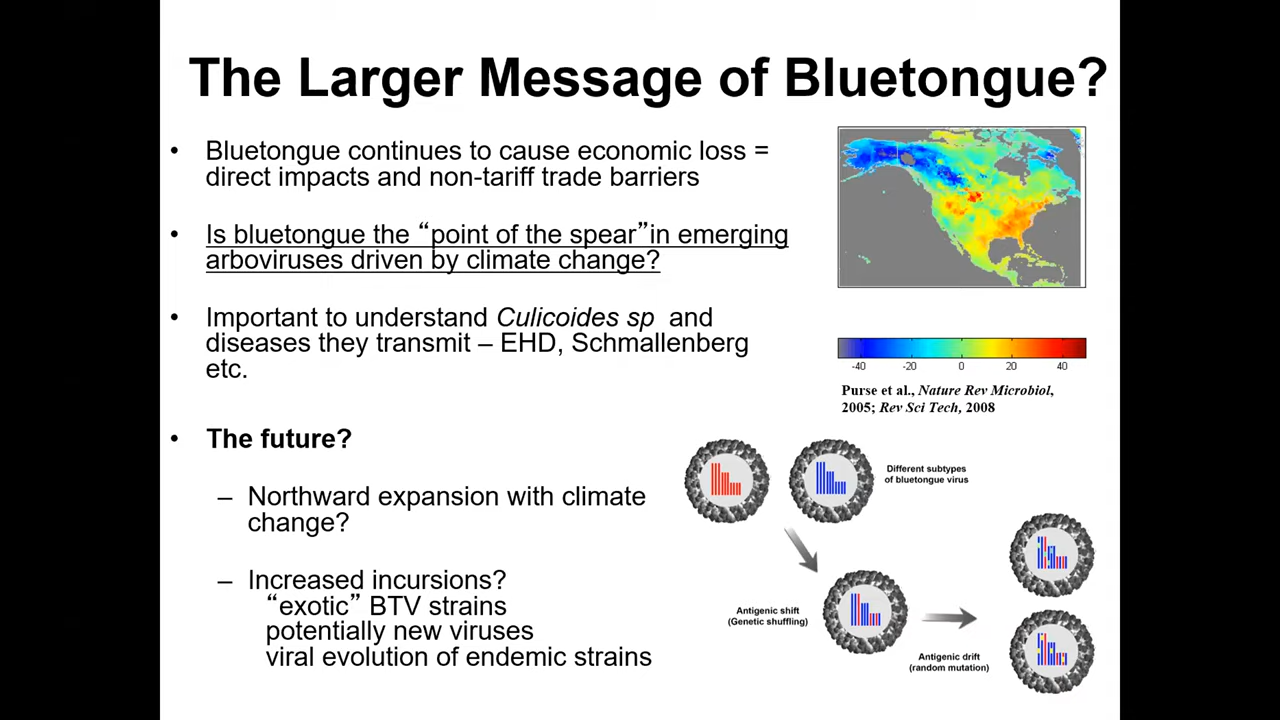 The Larger Message of Bluetongue?
• Bluetongue continues to cause economic loss =
direct impacts and non-tariff trade barriers
• Is bluetongue the “point of the spear”in emerging
arboviruses driven by climate change?
• Important to understand Culicoides sp and
diseases they transmit – EHD, Schmallenberg
etc.
• The future?
– Northward expansion with climate
change?
– Increased incursions?
“exotic” BTV strains
potentially new viruses
viral evolution of endemic strains
-40 -20 0 20 40
Purse et al., Nature Rev Microbiol,
2005; Rev Sci Tech, 2008
Different subtypes
of bluetongue virus
Antigenic shift
(Genetic shuffling)
Antigenic drift
(random mutation)